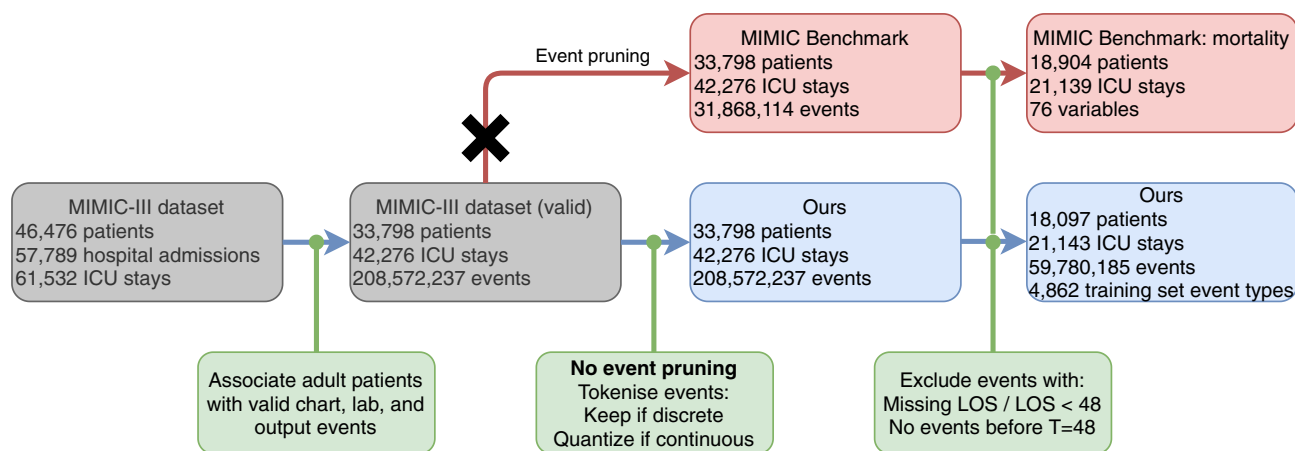 Event pruning
MIMIC Benchmark
33,798 patients
42,276 ICU stays
31,868,114 events
MIMIC Benchmark: mortality
18,904 patients
21,139 ICU stays
76 variables
MIMIC-III dataset
46,476 patients
57,789 hospital admissions
61,532 ICU stays
MIMIC-III dataset (valid)
33,798 patients
42,276 ICU stays
208,572,237 events
Ours
33,798 patients
42,276 ICU stays
208,572,237 events
Ours
18,097 patients
21,143 ICU stays
59,780,185 events
4,862 training set event types
Associate adult patients
with valid chart, lab, and
output events
No event pruning
Tokenise events:
Keep if discrete
Quantize if continuous
Exclude events with:
Missing LOS / LOS < 48
No events before T=48